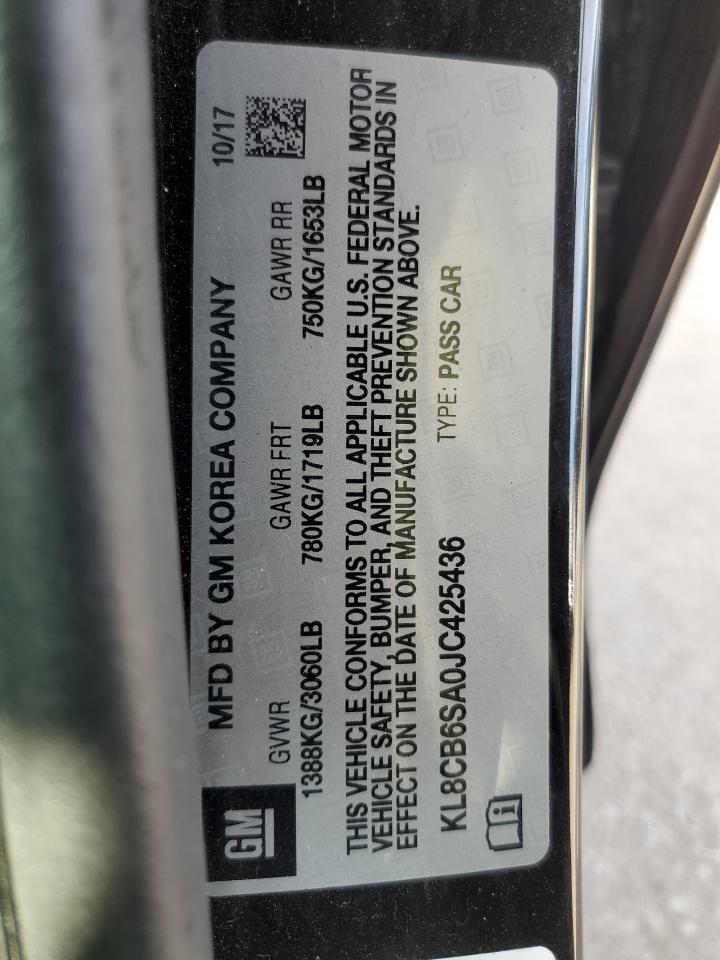 GM
MFD BY GM KOREA COMPANY 10/17
GVWR GAWR FRT GAWR RR
1388KG/3060LB 780KG/1719LB 750KG/1653LB
THIS VEHICLE CONFORMS TO ALL APPLICABLE U.S. FEDERAL MOTOR
VEHICLE SAFETY, BUMPER, AND THEFT PREVENTION STANDARDS IN
EFFECT ON THE DATE OF MANUFACTURE SHOWN ABOVE.
KL8CB6SA0JC425436 TYPE: PASS CAR